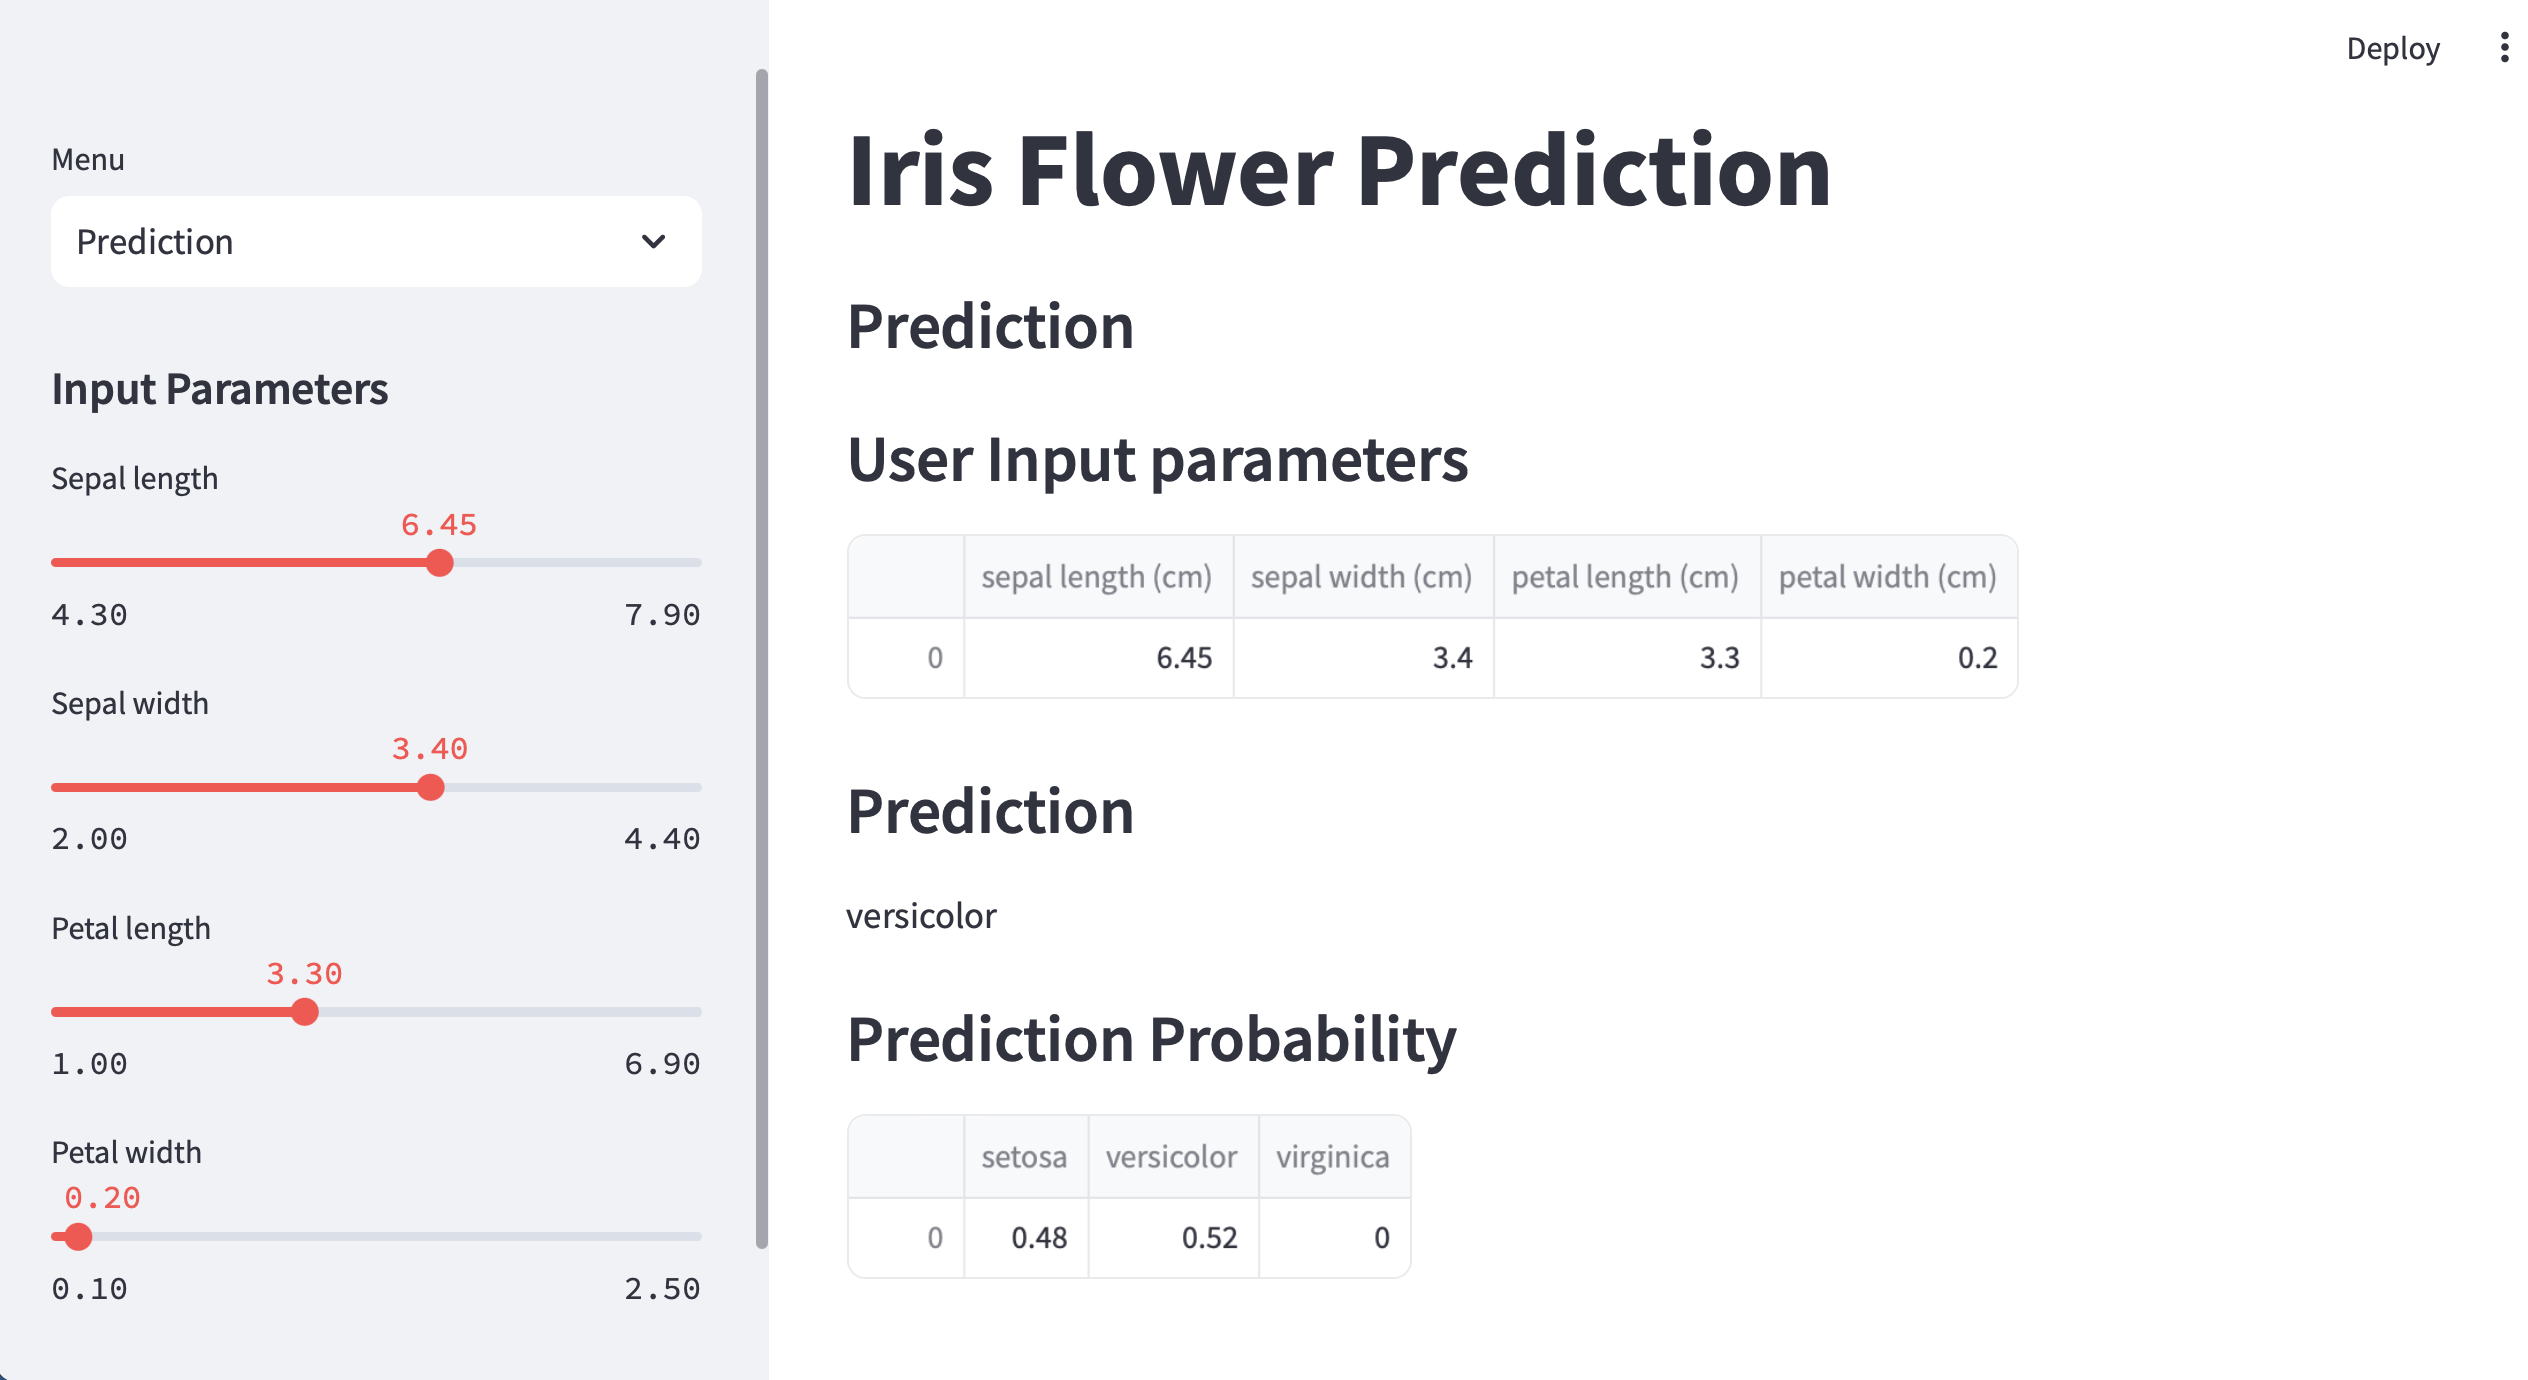 Deploy
Menu
Prediction
Input Parameters
Sepal length
6.45
4.30 7.90
Sepal width
3.40
2.00 4.40
Petal length
3.30
1.00 6.90
Petal width
0.20
0.10 2.50
Iris Flower Prediction
Prediction
User Input parameters
sepal length (cm) sepal width (cm) petal length (cm) petal width (cm)
0 6.45 3.4 3.3 0.2
Prediction
versicolor
Prediction Probability
setosa versicolor virginica
0 0.48 0.52 0